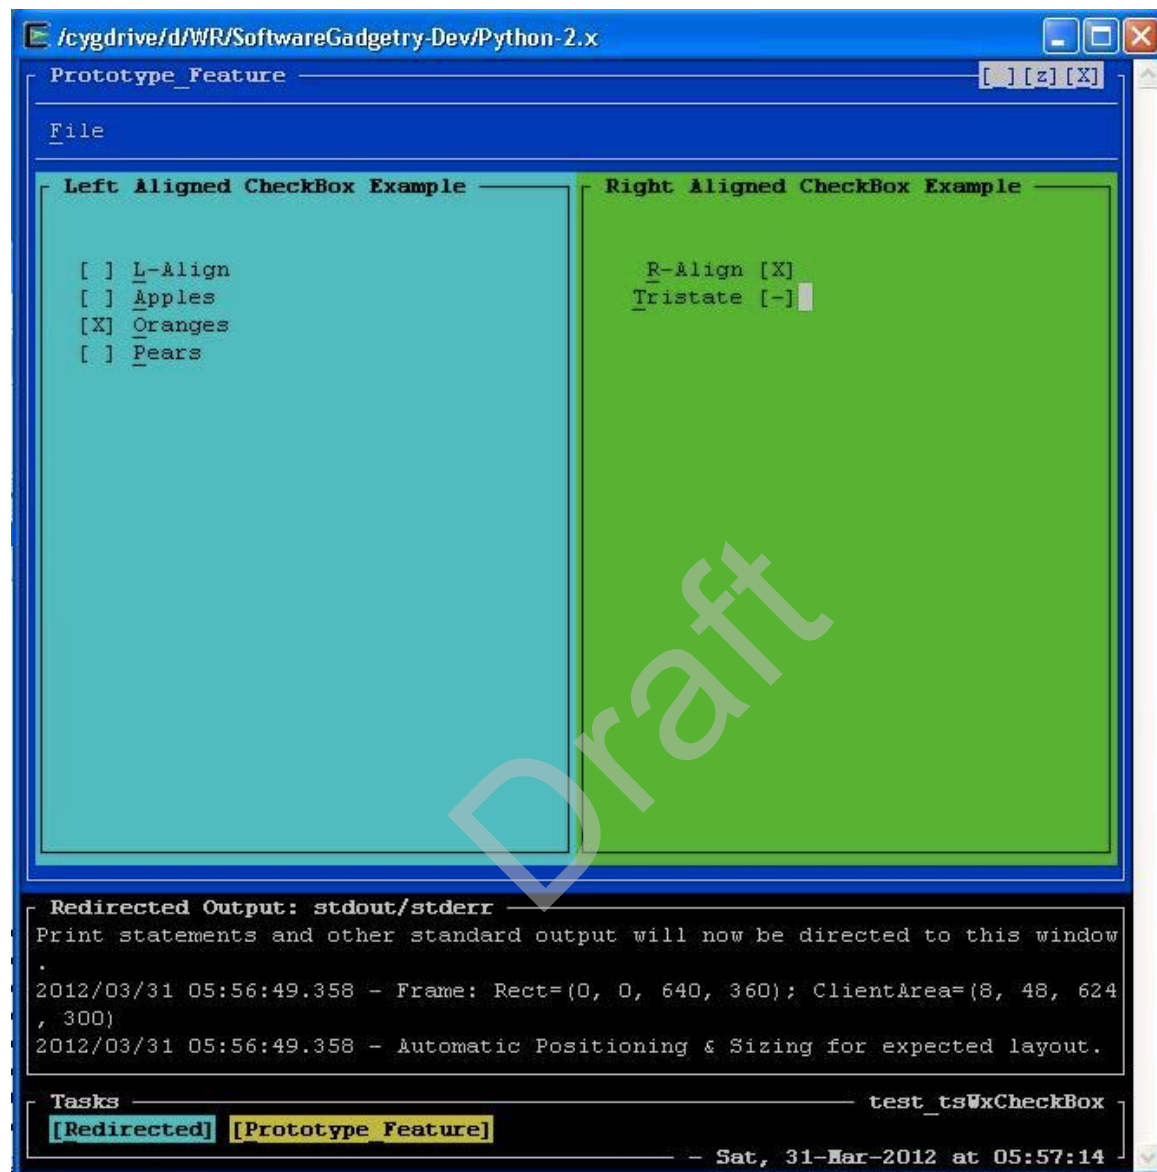 /cygdrive/d/WR/SoftwareGadgetry-Dev/Python-2.x
Prototype_Feature [_][z][X]
File
Left Aligned CheckBox Example
[ ] L-Align
[ ] Apples
[X] Oranges
[ ] Pears
Right Aligned CheckBox Example
R-Align [X]
Tristate [-]
Draft
Redirected Output: stdout/stderr
Print statements and other standard output will now be directed to this window
.
2012/03/31 05:56:49.358 - Frame: Rect=(0, 0, 640, 360); ClientArea=(8, 48, 624
, 300)
2012/03/31 05:56:49.358 - Automatic Positioning & Sizing for expected layout.
Tasks test_tsWxCheckBox
[Redirected] [Prototype_Feature]
- Sat, 31-Mar-2012 at 05:57:14